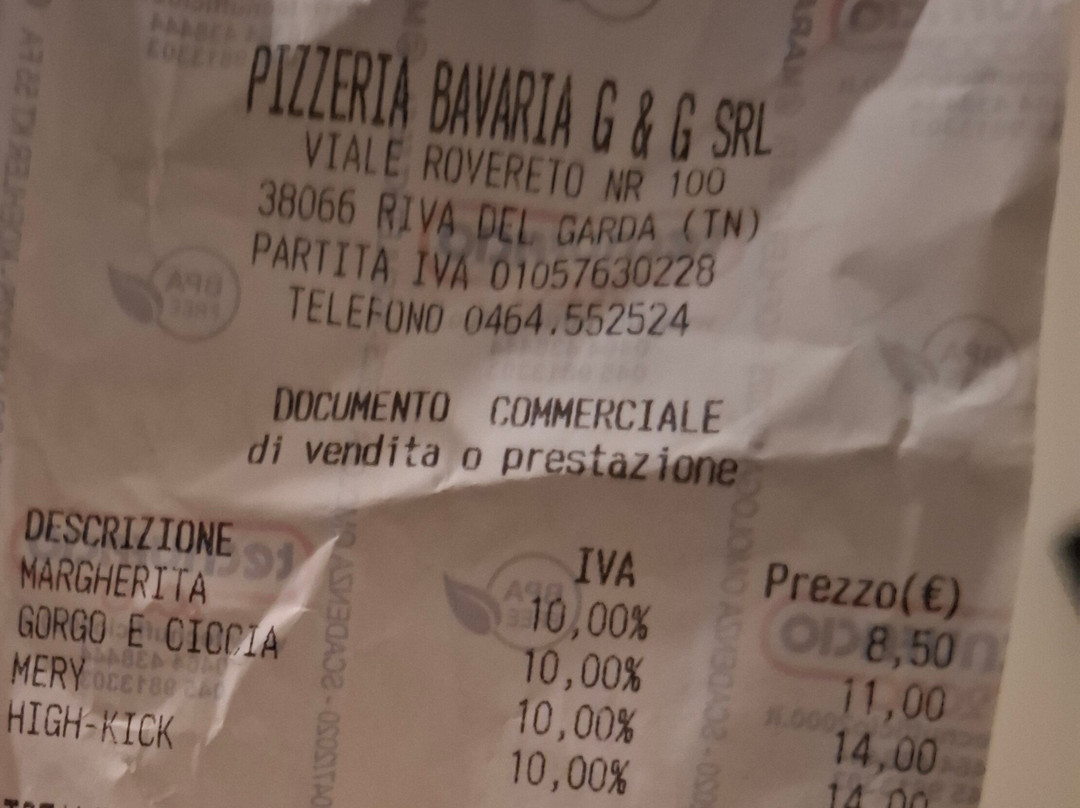 PIZZERIA BAVARIA G & G SRL
VIALE ROVERETO NR 100
38066 RIVA DEL GARDA (TN)
PARTITA IVA 01057630228
TELEFONO 0464.552524
DOCUMENTO COMMERCIALE
di vendita o prestazione
DESCRIZIONE IVA Prezzo(€)
MARGHERITA 10,00% 8,50
GORGO E CICCIA 10,00% 11,00
MERY 10,00% 14,00
HIGH-KICK 10,00% 14,00